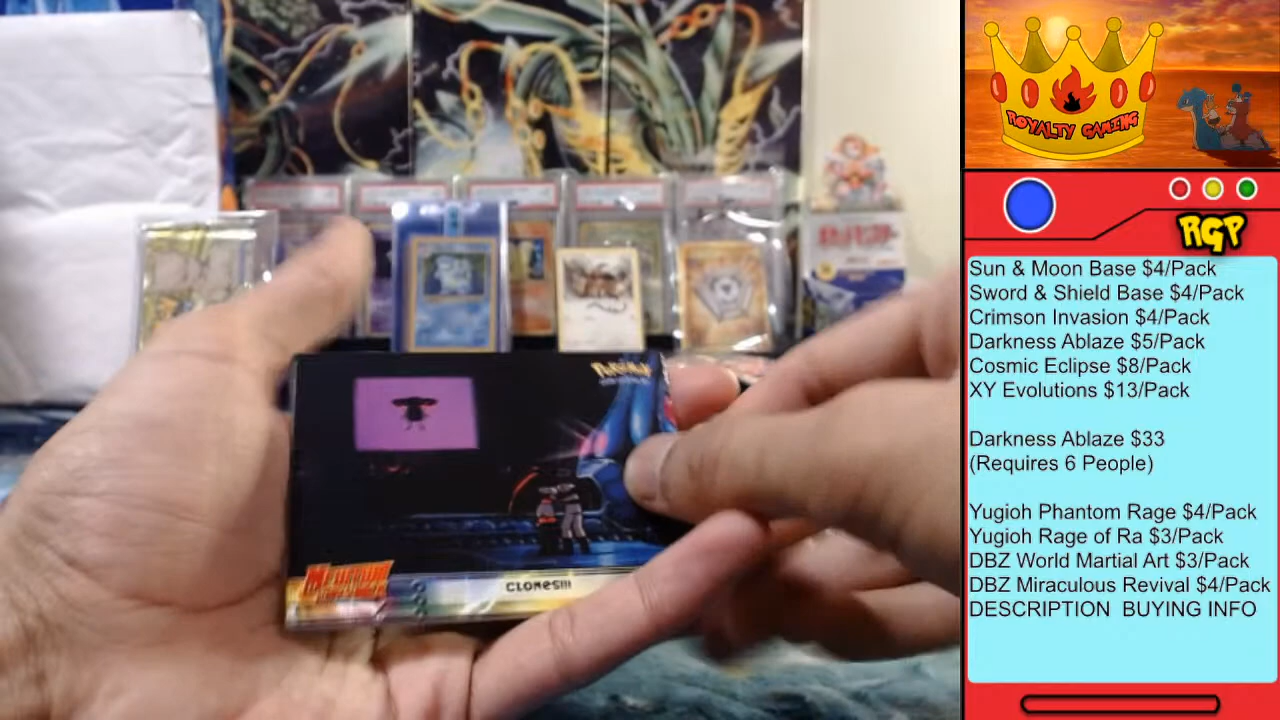 ROYALTY GAMING
RGP
Sun & Moon Base $4/Pack
Sword & Shield Base $4/Pack
Crimson Invasion $4/Pack
Darkness Ablaze $5/Pack
Cosmic Eclipse $8/Pack
XY Evolutions $13/Pack
Darkness Ablaze $33
(Requires 6 People)
Yugioh Phantom Rage $4/Pack
Yugioh Rage of Ra $3/Pack
DBZ World Martial Art $3/Pack
DBZ Miraculous Revival $4/Pack
DESCRIPTION BUYING INFO
Pokémon
Clones!!!